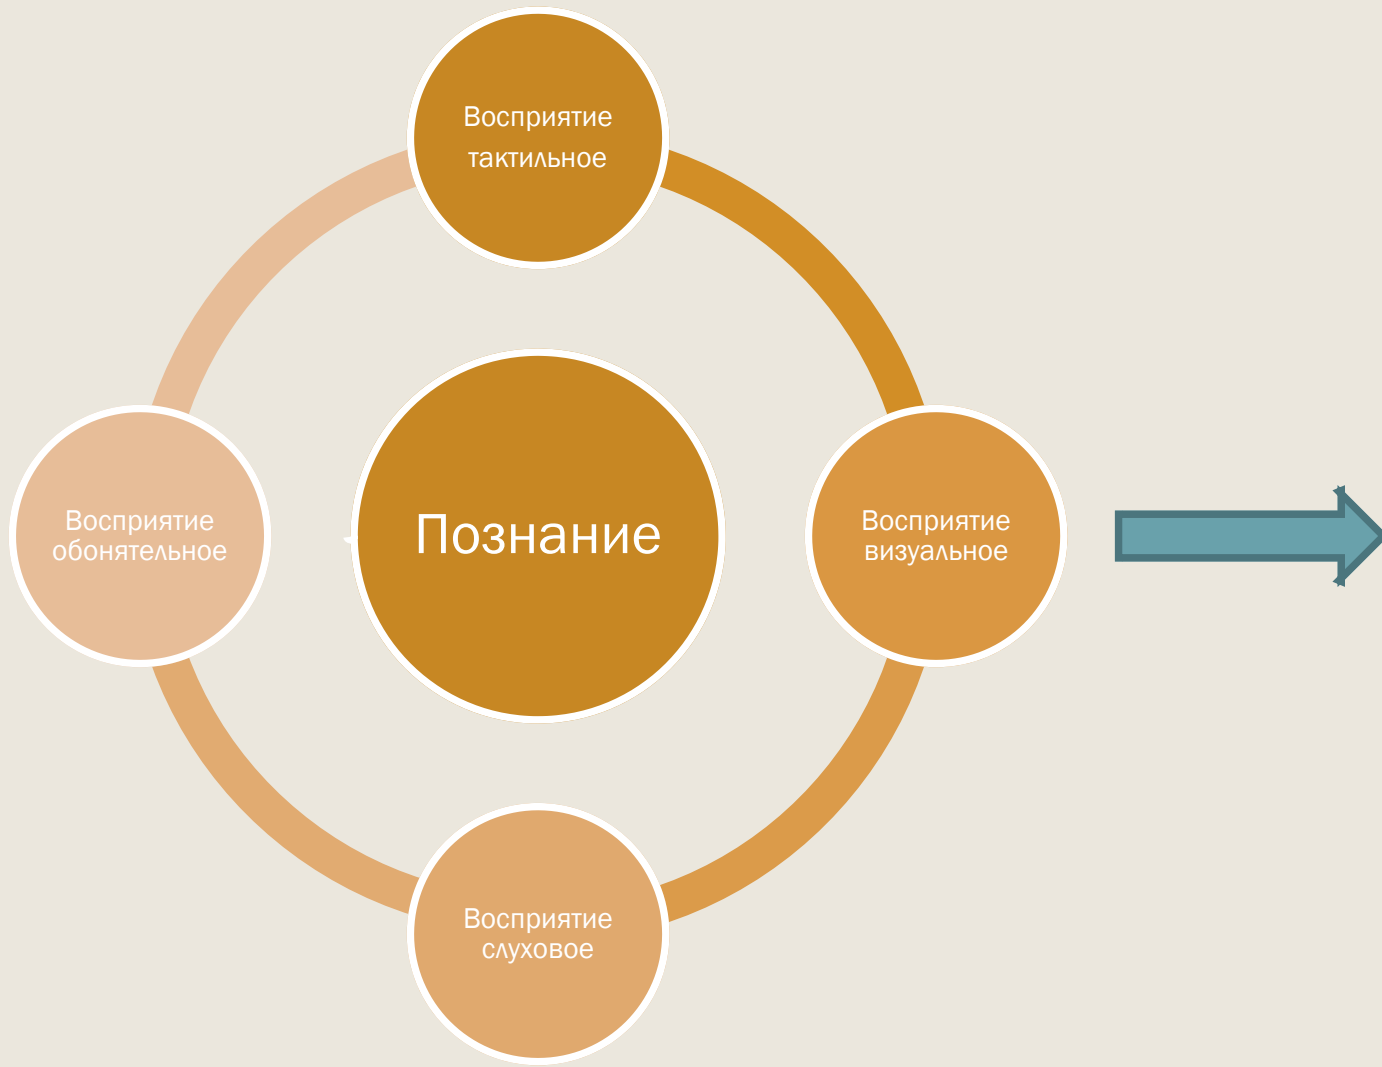 Восприятие
тактильное
Восприятие
обонятельное
Познание
Восприятие
визуальное
Восприятие
слуховое